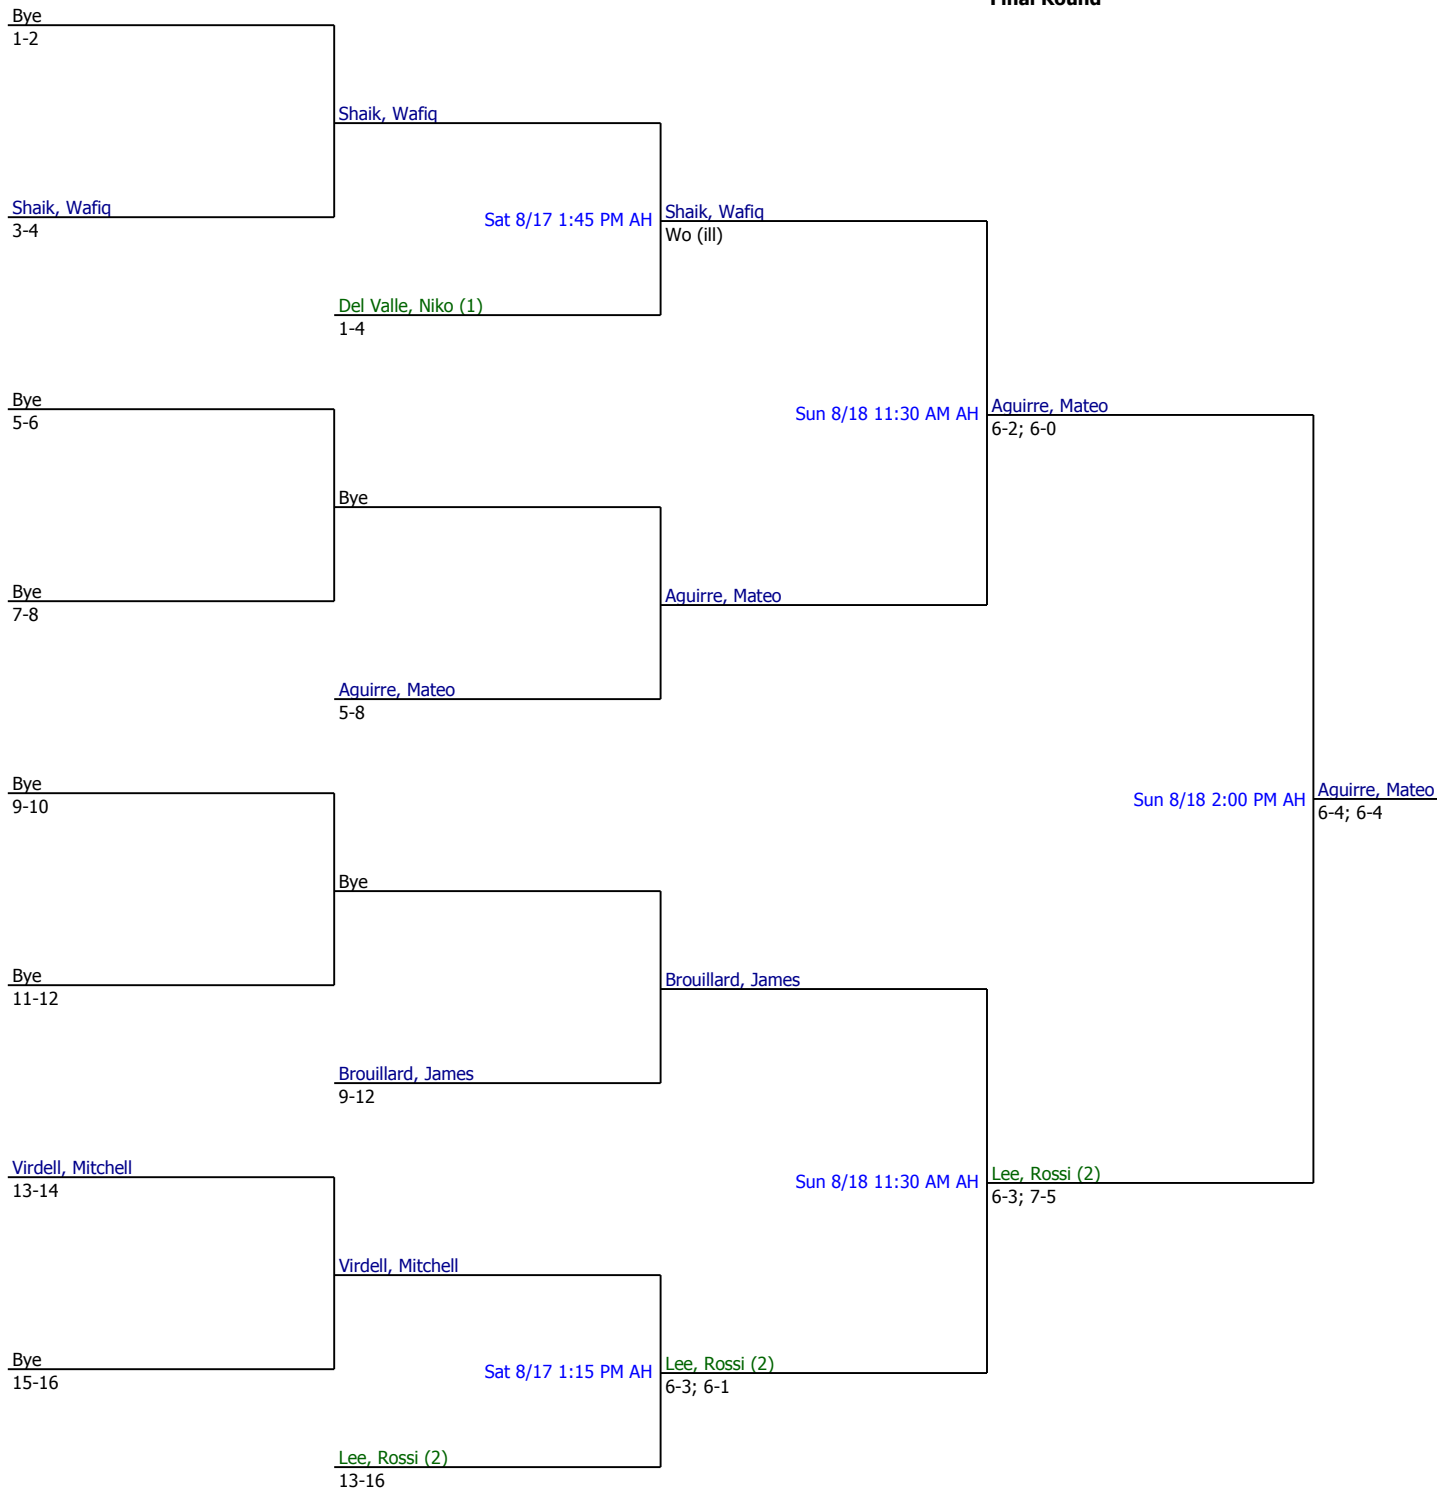 Final Round
Bye
1-2
Shaik, Wafiq
Shaik, Wafiq
3-4
Sat 8/17 1:45 PM AH
Shaik, Wafiq
Wo (ill)
Del Valle, Niko (1)
1-4
Bye
5-6
Sun 8/18 11:30 AM AH
Aguirre, Mateo
6-2; 6-0
Bye
Bye
7-8
Aguirre, Mateo
Aguirre, Mateo
5-8
Bye
9-10
Sun 8/18 2:00 PM AH
Aguirre, Mateo
6-4; 6-4
Bye
Bye
11-12
Brouillard, James
Brouillard, James
9-12
Virdell, Mitchell
13-14
Sun 8/18 11:30 AM AH
Lee, Rossi (2)
6-3; 7-5
Virdell, Mitchell
Bye
15-16
Sat 8/17 1:15 PM AH
Lee, Rossi (2)
6-3; 6-1
Lee, Rossi (2)
13-16